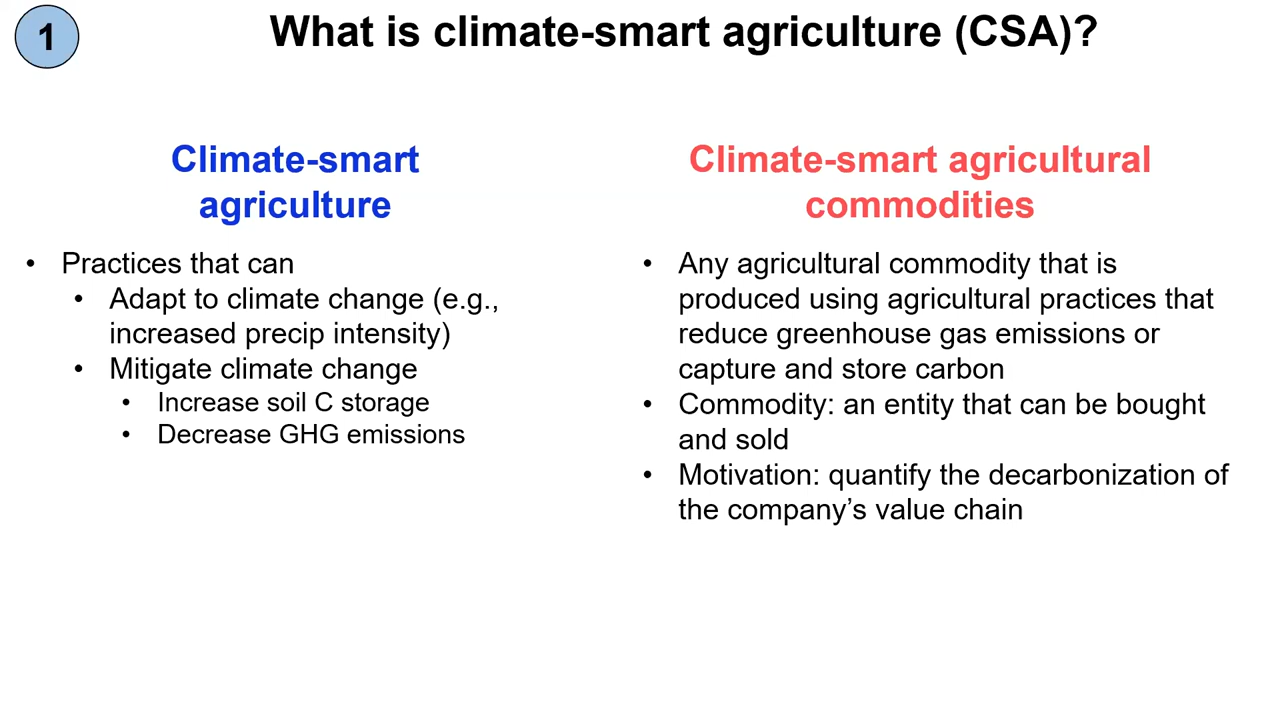 1
What is climate-smart agriculture (CSA)?
Climate-smart
agriculture
• Practices that can
• Adapt to climate change (e.g.,
increased precip intensity)
• Mitigate climate change
• Increase soil C storage
• Decrease GHG emissions
Climate-smart agricultural
commodities
• Any agricultural commodity that is
produced using agricultural practices that
reduce greenhouse gas emissions or
capture and store carbon
• Commodity: an entity that can be bought
and sold
• Motivation: quantify the decarbonization of
the company’s value chain